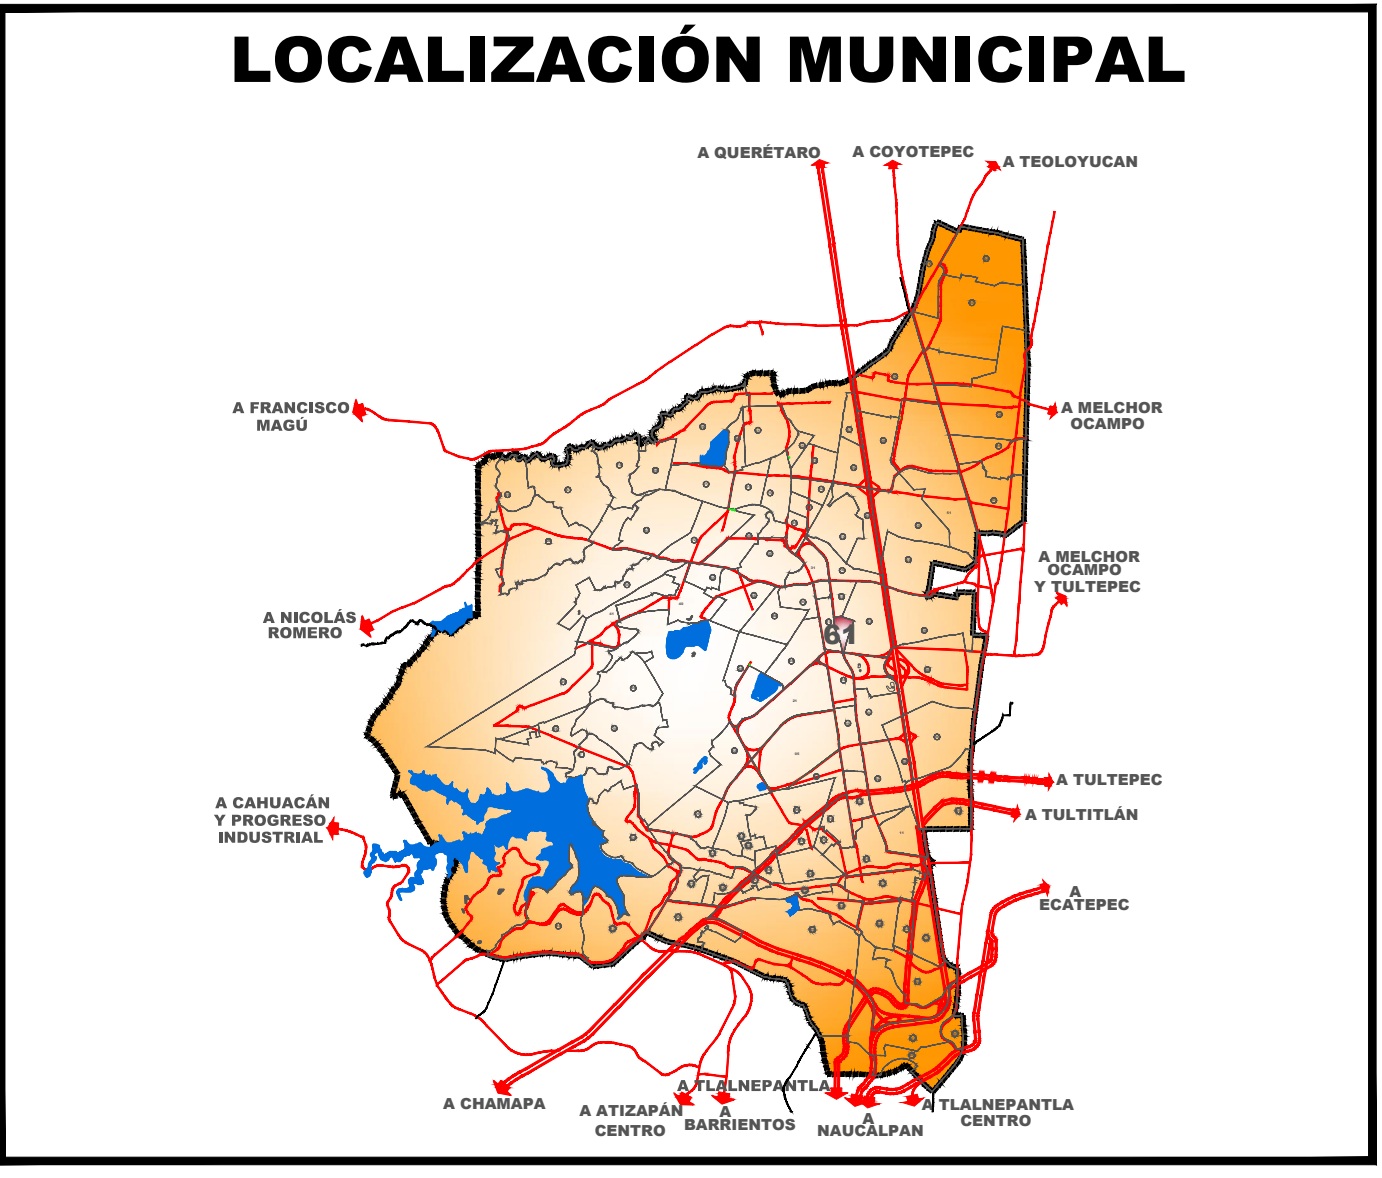 LOCALIZACIÓN MUNICIPAL
A QUERÉTARO
A COYOTEPEC
A TEOLOYUCAN
A FRANCISCO
MAGÚ
A MELCHOR
OCAMPO
A MELCHOR
OCAMPO
Y TULTEPEC
A NICOLÁS
ROMERO
61
A TULTEPEC
A CAHUACÁN
Y PROGRESO
INDUSTRIAL
A TULTITLÁN
A
ECATEPEC
A CHAMAPA
A ATIZAPÁN
CENTRO
A TLALNEPANTLA
A
BARRIENTOS
A
NAUCALPAN
A TLALNEPANTLA
CENTRO